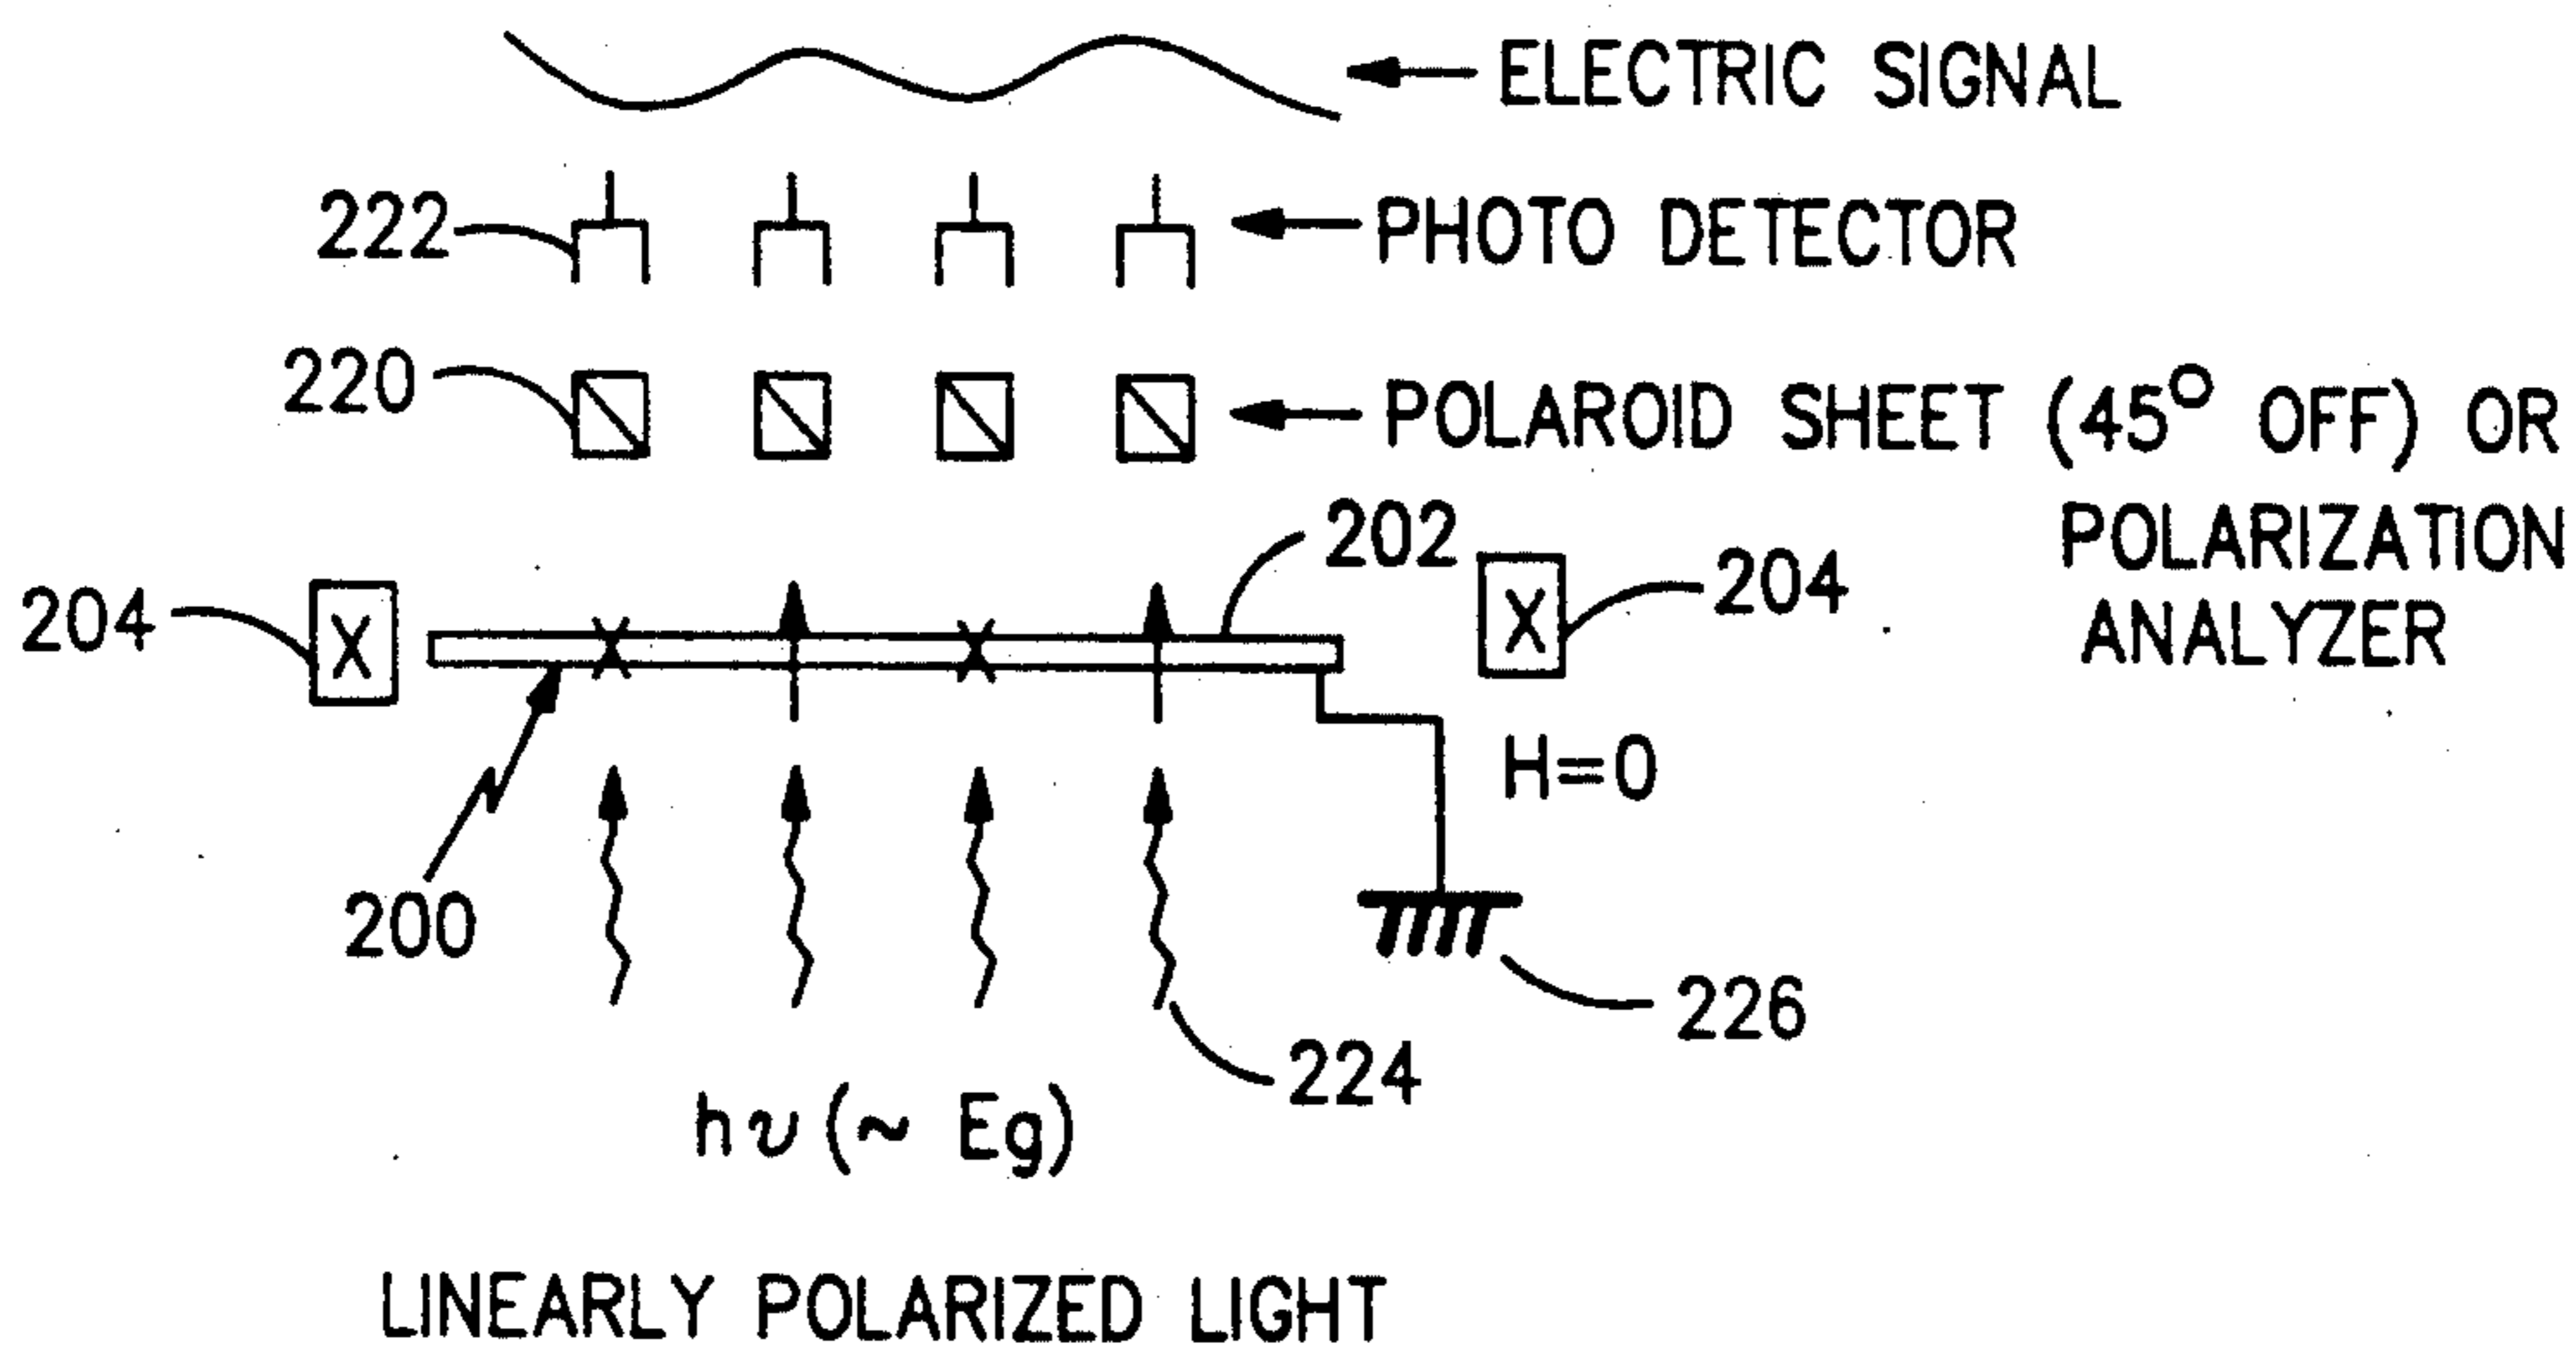 ELECTRIC SIGNAL
222
PHOTO DETECTOR
220
POLAROID SHEET (45° OFF) OR
POLARIZATION
ANALYZER
202
204
X
X
204
H=0
200
226
224
hν (~ Eg)
LINEARLY POLARIZED LIGHT